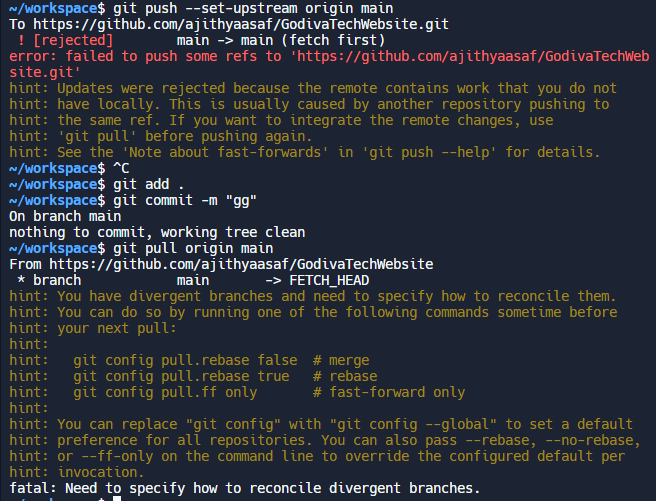 ~/workspace$ git push --set-upstream origin main
To https://github.com/ajithyaasaf/GodivaTechWebsite.git
 ! [rejected]        main -> main (fetch first)
error: failed to push some refs to 'https://github.com/ajithyaasaf/GodivaTechWeb
site.git'
hint: Updates were rejected because the remote contains work that you do not
hint: have locally. This is usually caused by another repository pushing to
hint: the same ref. If you want to integrate the remote changes, use
hint: 'git pull' before pushing again.
hint: See the 'Note about fast-forwards' in 'git push --help' for details.
~/workspace$ ^C
~/workspace$ git add .
~/workspace$ git commit -m "gg"
On branch main
nothing to commit, working tree clean
~/workspace$ git pull origin main
From https://github.com/ajithyaasaf/GodivaTechWebsite
 * branch            main       -> FETCH_HEAD
hint: You have divergent branches and need to specify how to reconcile them.
hint: You can do so by running one of the following commands sometime before
hint: your next pull:
hint:
hint:   git config pull.rebase false  # merge
hint:   git config pull.rebase true   # rebase
hint:   git config pull.ff only       # fast-forward only
hint:
hint: You can replace "git config" with "git config --global" to set a default
hint: preference for all repositories. You can also pass --rebase, --no-rebase,
hint: or --ff-only on the command line to override the configured default per
hint: invocation.
fatal: Need to specify how to reconcile divergent branches.
~/workspace$